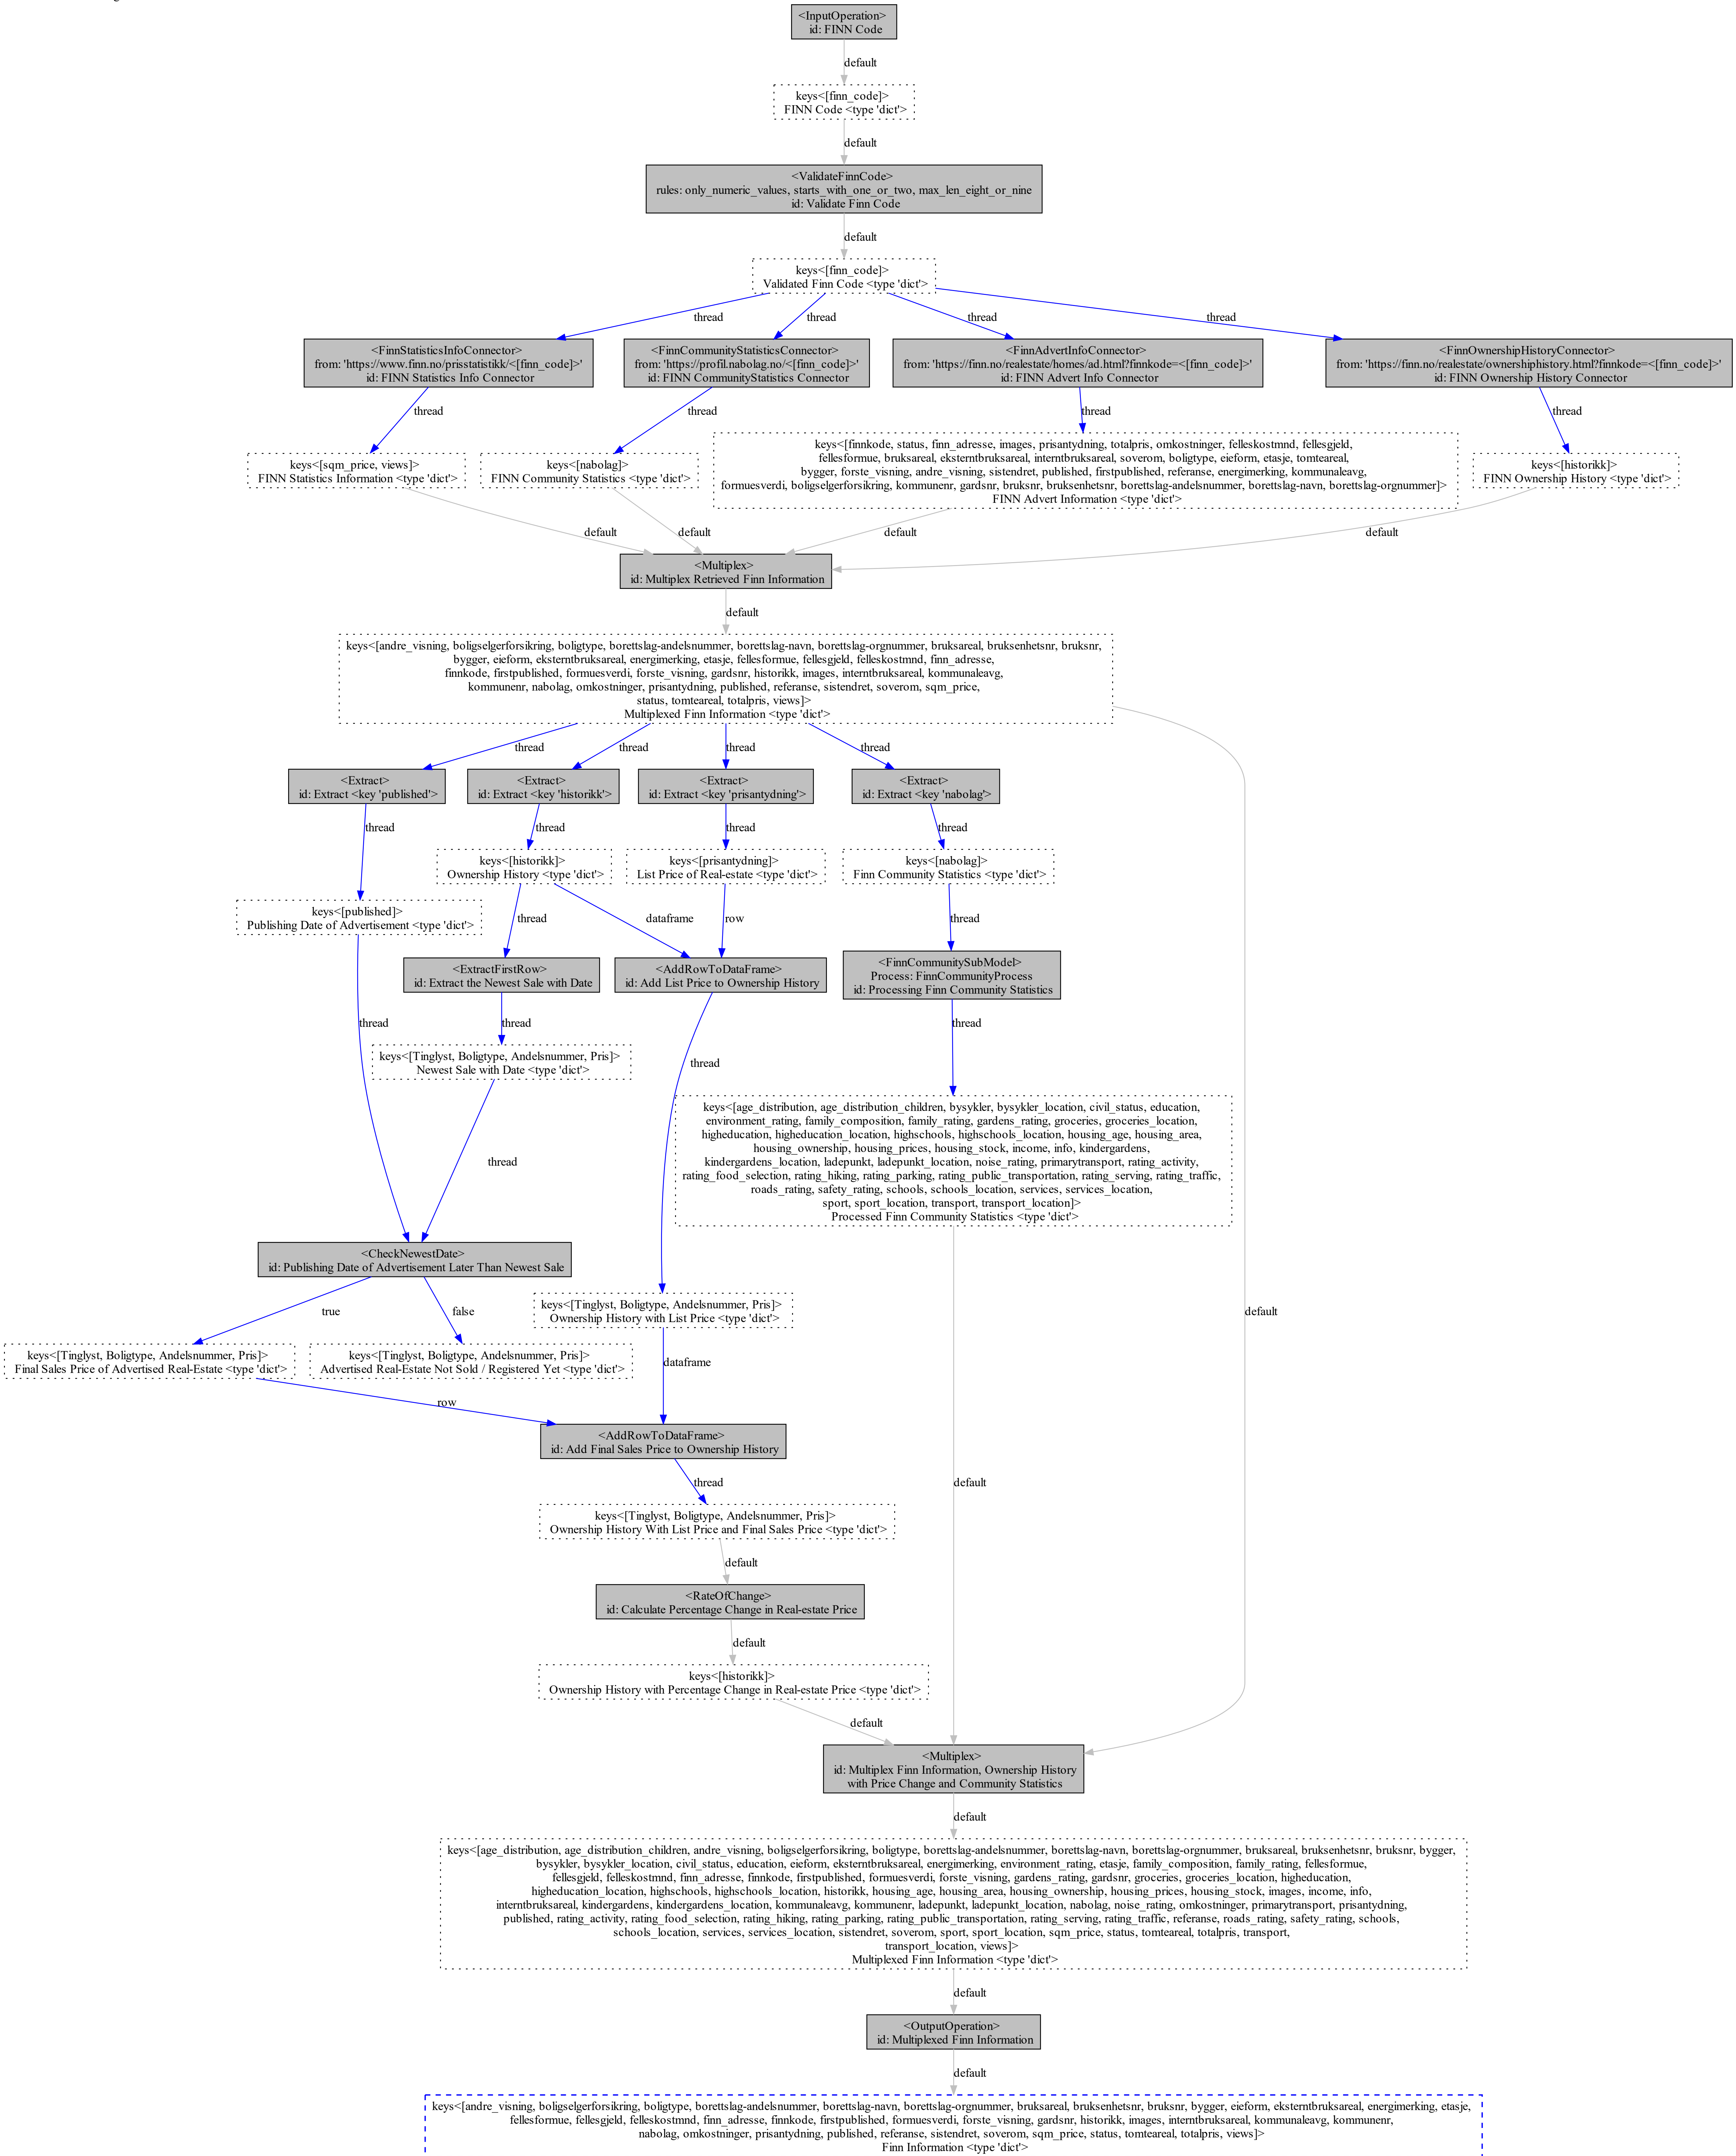 <InputOperation>
id: FINN Code
default
keys<[finn_code]>
FINN Code <type 'dict'>
default
<ValidateFinnCode>
rules: only_numeric_values, starts_with_one_or_two, max_len_eight_or_nine
id: Validate Finn Code
default
keys<[finn_code]>
Validated Finn Code <type 'dict'>
thread
thread
thread
thread
<FinnStatisticsInfoConnector>
from: 'https://www.finn.no/prisstatistikk/<[finn_code]>'
id: FINN Statistics Info Connector
<FinnCommunityStatisticsConnector>
from: 'https://profil.nabolag.no/<[finn_code]>'
id: FINN CommunityStatistics Connector
<FinnAdvertInfoConnector>
from: 'https://finn.no/realestate/homes/ad.html?finnkode=<[finn_code]>'
id: FINN Advert Info Connector
<FinnOwnershipHistoryConnector>
from: 'https://finn.no/realestate/ownershiphistory.html?finnkode=<[finn_code]>'
id: FINN Ownership History Connector
thread
thread
thread
thread
keys<[sqm_price, views]>
FINN Statistics Information <type 'dict'>
keys<[nabolag]>
FINN Community Statistics <type 'dict'>
keys<[finnkode, status, finn_adresse, images, prisantydning, totalpris, omkostninger, felleskostmnd, fellesgjeld,
fellesformue, bruksareal, eksterntbruksareal, interntbruksareal, soverom, boligtype, eieform, etasje, tomteareal,
bygger, forste_visning, andre_visning, sistendret, published, firstpublished, referanse, energimerking, kommunaleavg,
formuesverdi, boligselgerforsikring, kommunenr, gardsnr, bruksnr, bruksenhetsnr, borettslag-andelsnummer, borettslag-navn, borettslag-orgnummer]>
FINN Advert Information <type 'dict'>
keys<[historikk]>
FINN Ownership History <type 'dict'>
default
default
default
default
<Multiplex>
id: Multiplex Retrieved Finn Information
default
keys<[andre_visning, boligselgerforsikring, boligtype, borettslag-andelsnummer, borettslag-navn, borettslag-orgnummer, bruksareal, bruksenhetsnr, bruksnr,
bygger, eieform, eksterntbruksareal, energimerking, etasje, fellesformue, fellesgjeld, felleskostmnd, finn_adresse,
finnkode, firstpublished, formuesverdi, forste_visning, gardsnr, historikk, images, interntbruksareal, kommunaleavg,
kommunenr, nabolag, omkostninger, prisantydning, published, referanse, sistendret, soverom, sqm_price,
status, tomteareal, totalpris, views]>
Multiplexed Finn Information <type 'dict'>
thread
thread
thread
thread
<Extract>
id: Extract <key 'published'>
<Extract>
id: Extract <key 'historikk'>
<Extract>
id: Extract <key 'prisantydning'>
<Extract>
id: Extract <key 'nabolag'>
thread
thread
thread
thread
keys<[historikk]>
Ownership History <type 'dict'>
keys<[prisantydning]>
List Price of Real-estate <type 'dict'>
keys<[nabolag]>
Finn Community Statistics <type 'dict'>
keys<[published]>
Publishing Date of Advertisement <type 'dict'>
thread
dataframe
row
thread
<ExtractFirstRow>
id: Extract the Newest Sale with Date
<AddRowToDataFrame>
id: Add List Price to Ownership History
<FinnCommunitySubModel>
Process: FinnCommunityProcess
id: Processing Finn Community Statistics
thread
thread
thread
keys<[Tinglyst, Boligtype, Andelsnummer, Pris]>
Newest Sale with Date <type 'dict'>
thread
keys<[age_distribution, age_distribution_children, bysykler, bysykler_location, civil_status, education,
environment_rating, family_composition, family_rating, gardens_rating, groceries, groceries_location,
higheducation, higheducation_location, highschools, highschools_location, housing_age, housing_area,
housing_ownership, housing_prices, housing_stock, income, info, kindergardens,
kindergardens_location, ladepunkt, ladepunkt_location, noise_rating, primarytransport, rating_activity,
rating_food_selection, rating_hiking, rating_parking, rating_public_transportation, rating_serving, rating_traffic,
roads_rating, safety_rating, schools, schools_location, services, services_location,
sport, sport_location, transport, transport_location]>
Processed Finn Community Statistics <type 'dict'>
thread
<CheckNewestDate>
id: Publishing Date of Advertisement Later Than Newest Sale
true
false
keys<[Tinglyst, Boligtype, Andelsnummer, Pris]>
Ownership History with List Price <type 'dict'>
default
keys<[Tinglyst, Boligtype, Andelsnummer, Pris]>
Final Sales Price of Advertised Real-Estate <type 'dict'>
keys<[Tinglyst, Boligtype, Andelsnummer, Pris]>
Advertised Real-Estate Not Sold / Registered Yet <type 'dict'>
dataframe
row
<AddRowToDataFrame>
id: Add Final Sales Price to Ownership History
thread
default
keys<[Tinglyst, Boligtype, Andelsnummer, Pris]>
Ownership History With List Price and Final Sales Price <type 'dict'>
default
<RateOfChange>
id: Calculate Percentage Change in Real-estate Price
default
keys<[historikk]>
Ownership History with Percentage Change in Real-estate Price <type 'dict'>
default
<Multiplex>
id: Multiplex Finn Information, Ownership History
with Price Change and Community Statistics
default
keys<[age_distribution, age_distribution_children, andre_visning, boligselgerforsikring, boligtype, borettslag-andelsnummer, borettslag-navn, borettslag-orgnummer, bruksareal, bruksenhetsnr, bruksnr, bygger,
bysykler, bysykler_location, civil_status, education, eieform, eksterntbruksareal, energimerking, environment_rating, etasje, family_composition, family_rating, fellesformue,
fellesgjeld, felleskostmnd, finn_adresse, finnkode, firstpublished, formuesverdi, forste_visning, gardens_rating, gardsnr, groceries, groceries_location, higheducation,
higheducation_location, highschools, highschools_location, historikk, housing_age, housing_area, housing_ownership, housing_prices, housing_stock, images, income, info,
interntbruksareal, kindergardens, kindergardens_location, kommunaleavg, kommunenr, ladepunkt, ladepunkt_location, nabolag, noise_rating, omkostninger, primarytransport, prisantydning,
published, rating_activity, rating_food_selection, rating_hiking, rating_parking, rating_public_transportation, rating_serving, rating_traffic, referanse, roads_rating, safety_rating, schools,
schools_location, services, services_location, sistendret, soverom, sport, sport_location, sqm_price, status, tomteareal, totalpris, transport,
transport_location, views]>
Multiplexed Finn Information <type 'dict'>
default
<OutputOperation>
id: Multiplexed Finn Information
default
keys<[andre_visning, boligselgerforsikring, boligtype, borettslag-andelsnummer, borettslag-navn, borettslag-orgnummer, bruksareal, bruksenhetsnr, bruksnr, bygger, eieform, eksterntbruksareal, energimerking, etasje,
fellesformue, fellesgjeld, felleskostmnd, finn_adresse, finnkode, firstpublished, formuesverdi, forste_visning, gardsnr, historikk, images, interntbruksareal, kommunaleavg, kommunenr,
nabolag, omkostninger, prisantydning, published, referanse, sistendret, soverom, sqm_price, status, tomteareal, totalpris, views]>
Finn Information <type 'dict'>